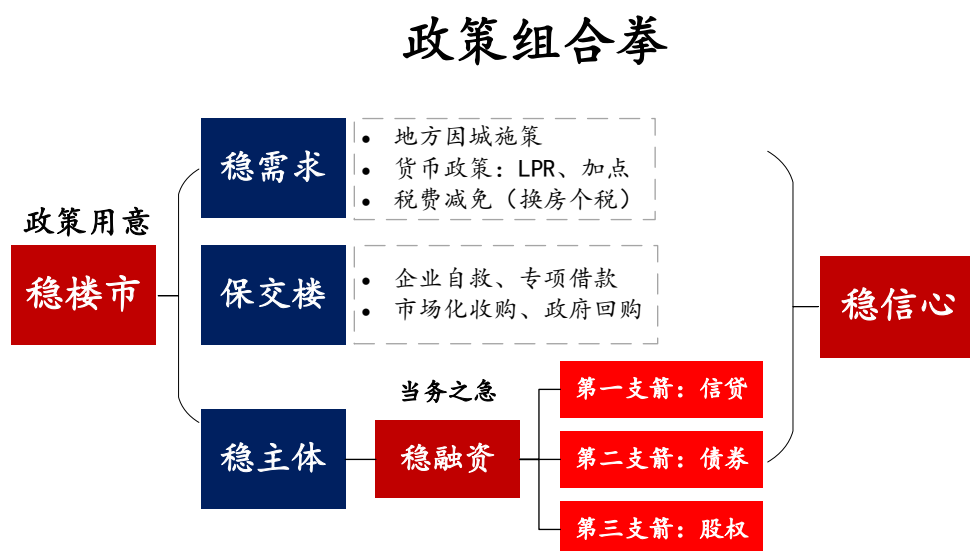 政策组合拳
政策用意
稳楼市
稳需求
• 地方因城施策
• 货币政策：LPR、加点
• 税费减免（换房个税）
保交楼
• 企业自救、专项借款
• 市场化收购、政府回购
稳主体
当务之急
稳融资
第一支箭：信贷
第二支箭：债券
第三支箭：股权
稳信心